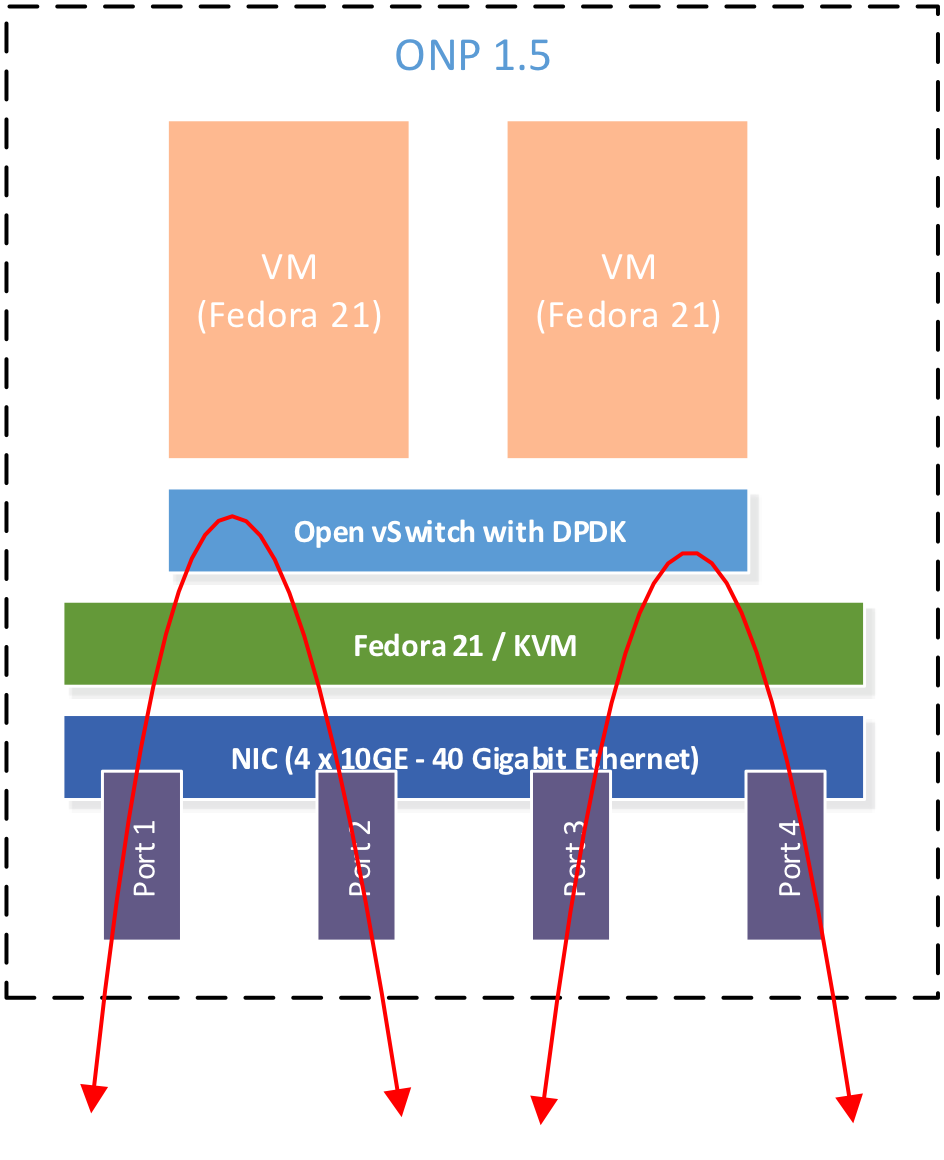 ONP 1.5
VM
(Fedora 21)
VM
(Fedora 21)
Open vSwitch with DPDK
Fedora 21 / KVM
NIC (4 x 10GE - 40 Gigabit Ethernet)
Port 1
Port 2
Port 3
Port 4